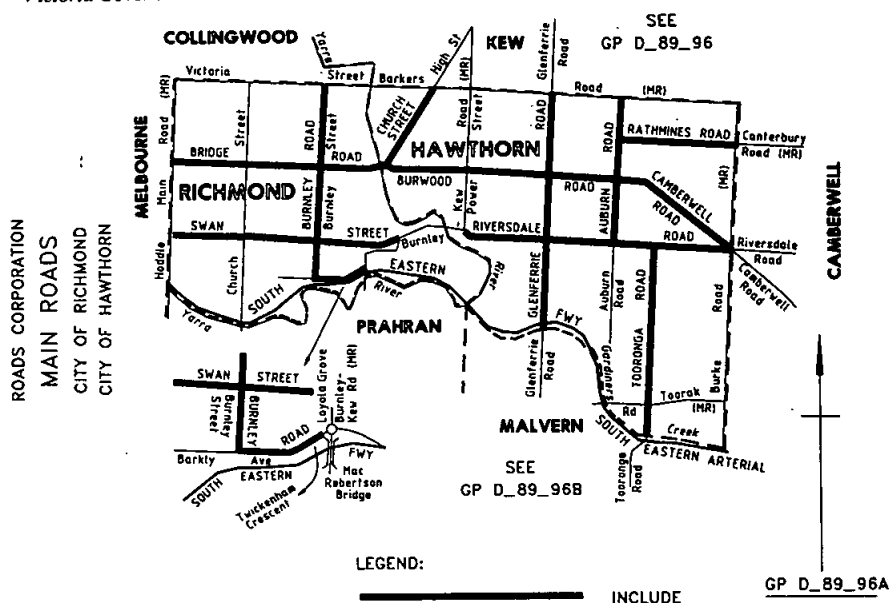 COLLINGWOOD
Yarra
High St
KEW
Glenferrie
Road
SEE
GP D_89_96
Victoria
Street
Barkers
Road
(MR)
MELBOURNE
Road (MR)
Main
Hoddle
Street
Church
ROAD
Street
BURNLEY
Burnley
CHURCH
STREET
(MR)
Street
Road
Power
Kew
ROAD
GLENFERRIE
ROAD
AUBURN
RATHMINES ROAD
Canterbury
Road (MR)
(MR)
BRIDGE
ROAD
HAWTHORN
BURWOOD
ROAD
CAMBERWELL
ROAD
RICHMOND
SWAN
STREET
Burnley
RIVERSDALE
ROAD
Riversdale
Road
Camberwell
Road
CAMBERWELL
EASTERN
SOUTH
River
River
Yarra
PRAHRAN
FWY
Auburn
Road
Gardiners
ROAD
TOORONGA
Road
Burke
Glenferrie
Road
Toorak
Rd
(MR)
Creek
MALVERN
SOUTH
EASTERN ARTERIAL
Tooronga
Road
SEE
GP D_89_96B
ROADS CORPORATION
MAIN ROADS
CITY OF RICHMOND
CITY OF HAWTHORN
SWAN
STREET
Burnley
Street
BURNLEY
ROAD
Loyola Grove
Burnley-
Kew Rd (MR)
Barkly
Ave
FWY
EASTERN
SOUTH
Mac
Robertson
Bridge
Twickenham
Crescent
LEGEND:
INCLUDE
GP D_89_96A